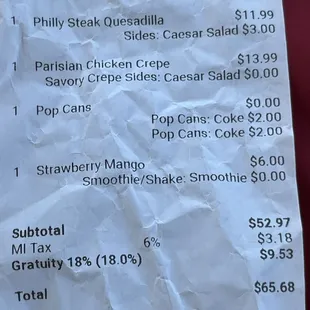 1 Philly Steak Quesadilla $11.99
Sides: Caesar Salad $3.00
1 Parisian Chicken Crepe $13.99
Savory Crepe Sides: Caesar Salad $0.00
1 Pop Cans $0.00
Pop Cans: Coke $2.00
Pop Cans: Coke $2.00
1 Strawberry Mango $6.00
Smoothie/Shake: Smoothie $0.00
Subtotal $52.97
MI Tax 6% $3.18
Gratuity 18% (18.0%) $9.53
Total $65.68